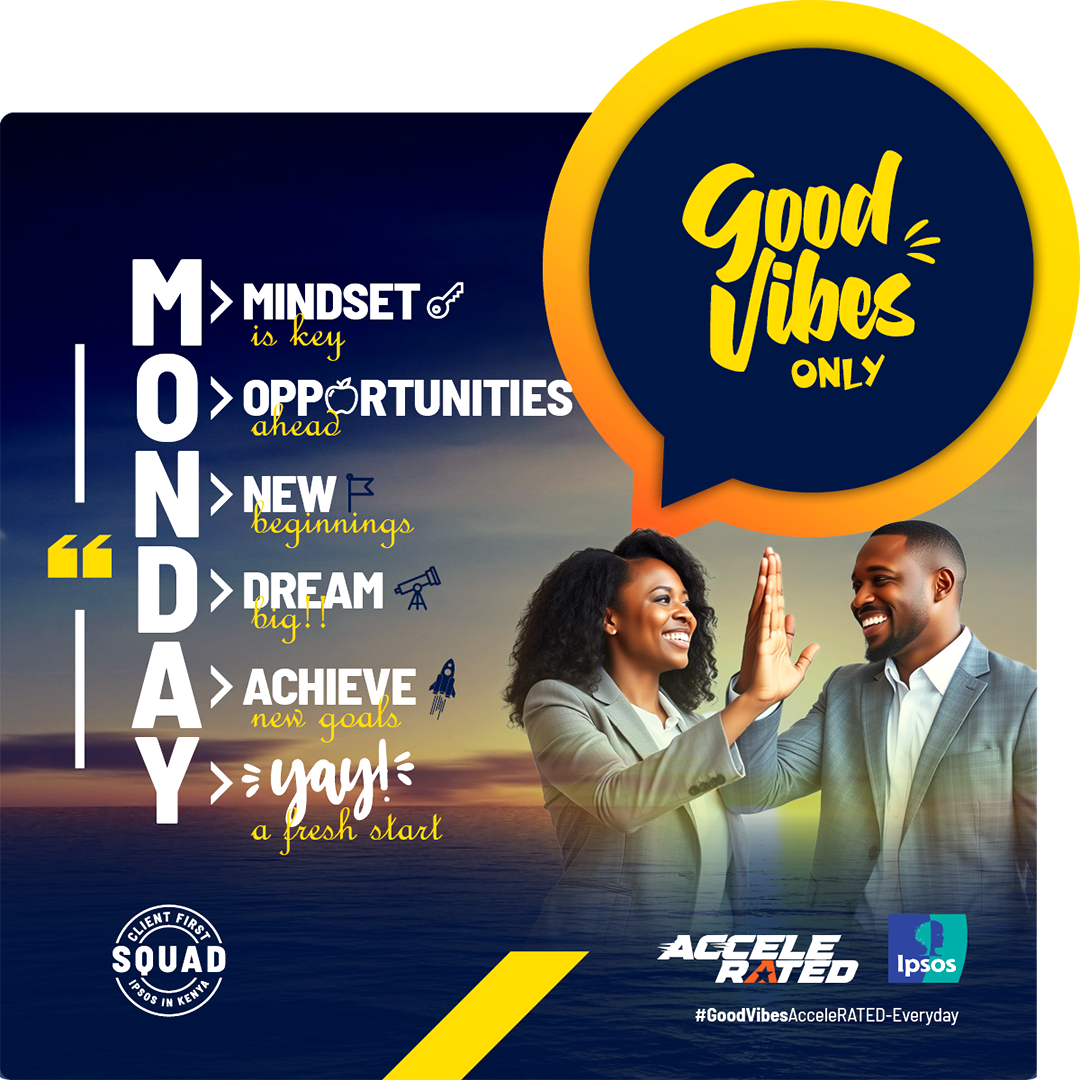 Good
Vibes
ONLY
M > MINDSET
is key
O > OPPORTUNITIES
ahead
N > NEW
beginnings
“
D > DREAM
big!!
A > ACHIEVE
new goals
Y > yay!
a fresh start
CLIENT FIRST
SQUAD
IPSOS IN KENYA
ACCELE
RATED
Ipsos
#GoodVibesAcceleRATED-Everyday